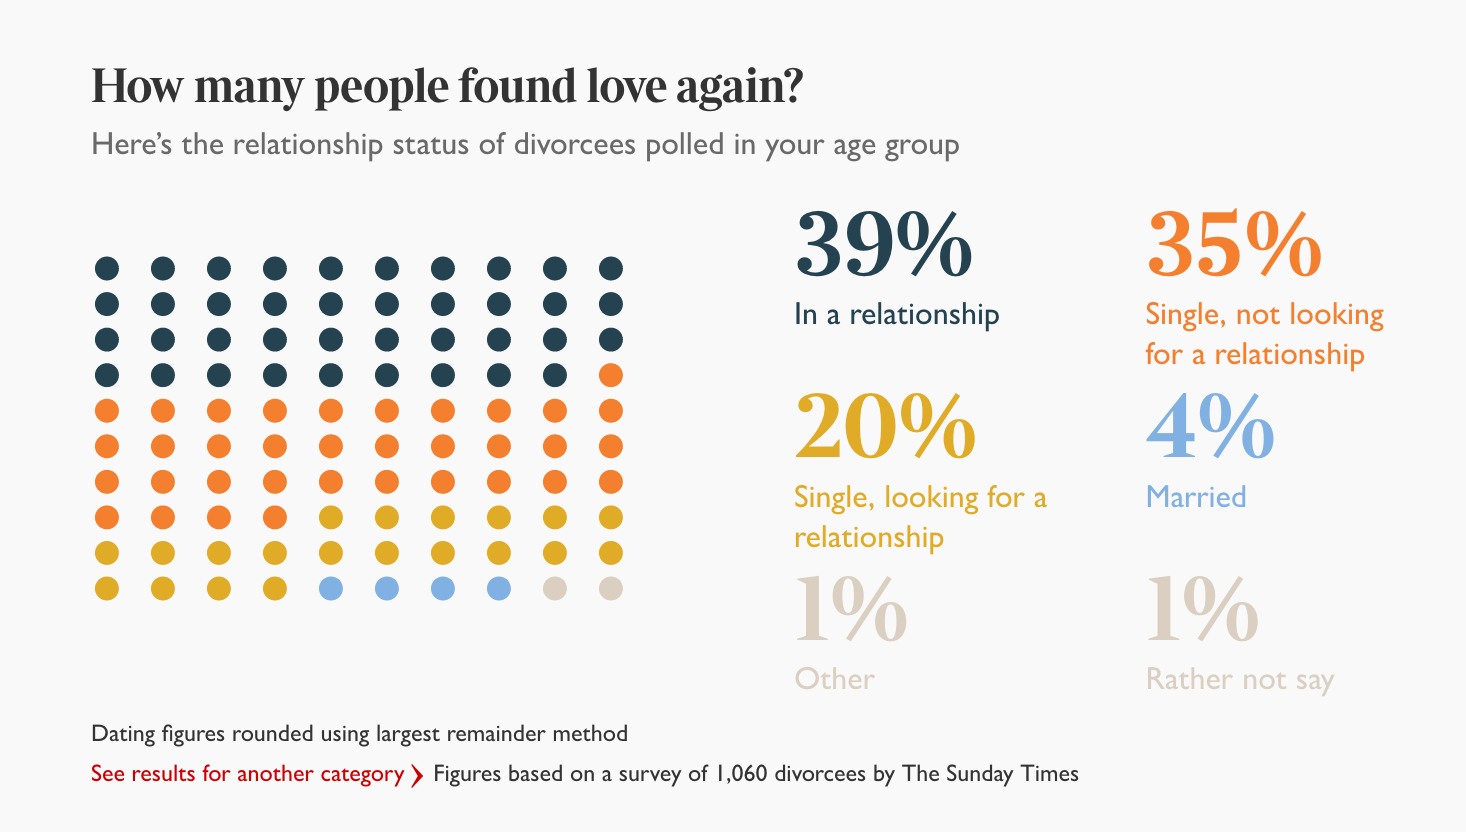 How many people found love again?
Here’s the relationship status of divorcees polled in your age group
39%
In a relationship
35%
Single, not looking
for a relationship
20%
Single, looking for a
relationship
4%
Married
1%
Other
1%
Rather not say
Dating figures rounded using largest remainder method
See results for another category ❯ Figures based on a survey of 1,060 divorcees by The Sunday Times